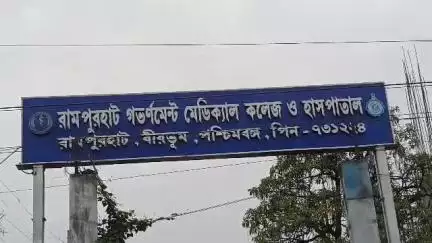 রামপুরহাট গভর্ণমেন্ট মেডিক্যাল কলেজ ও হাসপাতাল
রামপুরহাট, বীরভূম, পশ্চিমবঙ্গ, পিন - ৭৩১২২৪